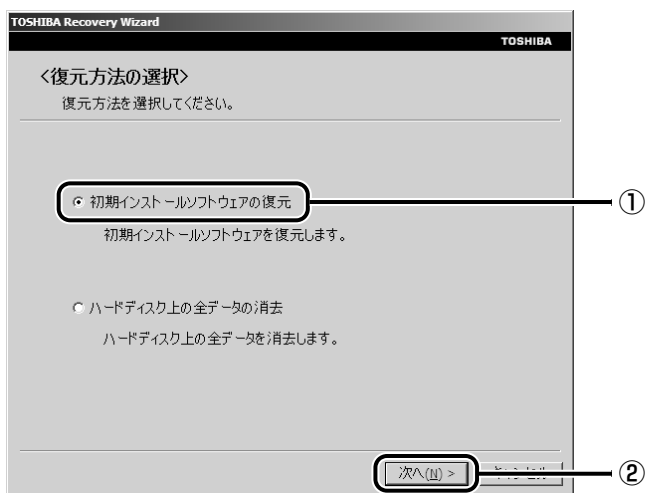 TOSHIBA Recovery Wizard
TOSHIBA
<復元方法の選択>
復元方法を選択してください。
初期インストールソフトウェアの復元
①
初期インストールソフトウェアを復元します。
ハードディスク上の全データの消去
ハードディスク上の全データを消去します。
次へ(N) >
②